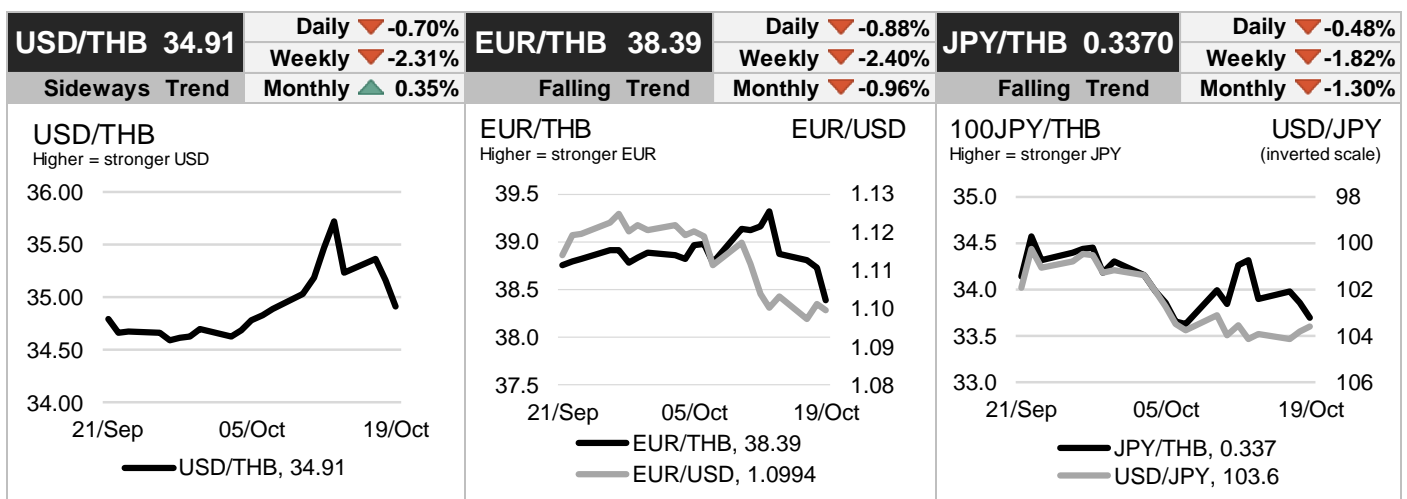 USD/THB 34.91
Daily -0.70%
Weekly -2.31%
Sideways Trend
Monthly 0.35%
USD/THB
Higher = stronger USD
36.00
35.50
35.00
34.50
34.00
21/Sep 05/Oct 19/Oct
USD/THB, 34.91
EUR/THB 38.39
Daily -0.88%
Weekly -2.40%
Falling Trend
Monthly -0.96%
EUR/THB EUR/USD
Higher = stronger EUR
39.5 1.13
39.0 1.12
38.5 1.11
38.0 1.10
37.5 1.09
1.08
21/Sep 05/Oct 19/Oct
EUR/THB, 38.39
EUR/USD, 1.0994
JPY/THB 0.3370
Daily -0.48%
Weekly -1.82%
Falling Trend
Monthly -1.30%
100JPY/THB USD/JPY
Higher = stronger JPY (inverted scale)
35.0 98
34.5 100
34.0 102
33.5 104
33.0 106
21/Sep 05/Oct 19/Oct
JPY/THB, 0.337
USD/JPY, 103.6